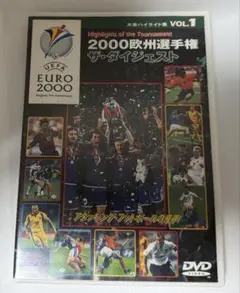 大会ハイライト集 VOL.1
Highlights of the Tournament
2000欧州選手権
ザ・ダイジェスト
UEFA
EURO
2000
DVD
VIDEO